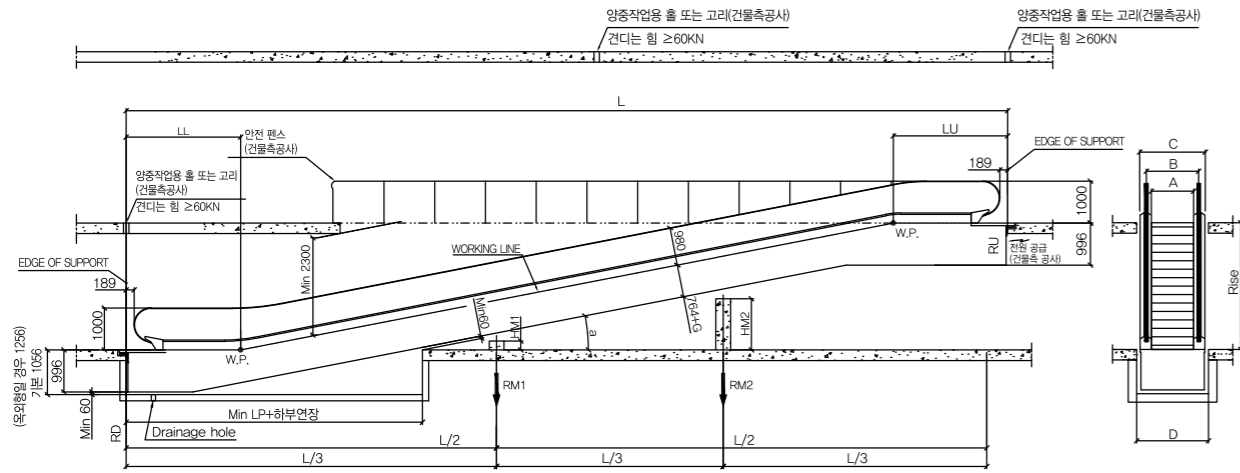 양중작업용 홀 또는 고리(건물측공사)
견디는 힘 ≥60KN
양중작업용 홀 또는 고리(건물측공사)
견디는 힘 ≥60KN
L
LL
안전 펜스
(건물측공사)
LU
EDGE OF SUPPORT
189
양중작업용 홀 또는 고리
(건물측공사)
견디는 힘 ≥60KN
1000
996
W.P.
RU
전원 공급
(건물측 공사)
C
B
A
Rise
D
EDGE OF SUPPORT
189
Min 2300
WORKING LINE
980
764+G
Min60
HM1
a
HM2
1000
W.P.
996
기본 1056
(옥외형일 경우 1256)
Min 60
RD
Drainage hole
Min LP+하부연장
RM1
RM2
L/2
L/2
L/3
L/3
L/3